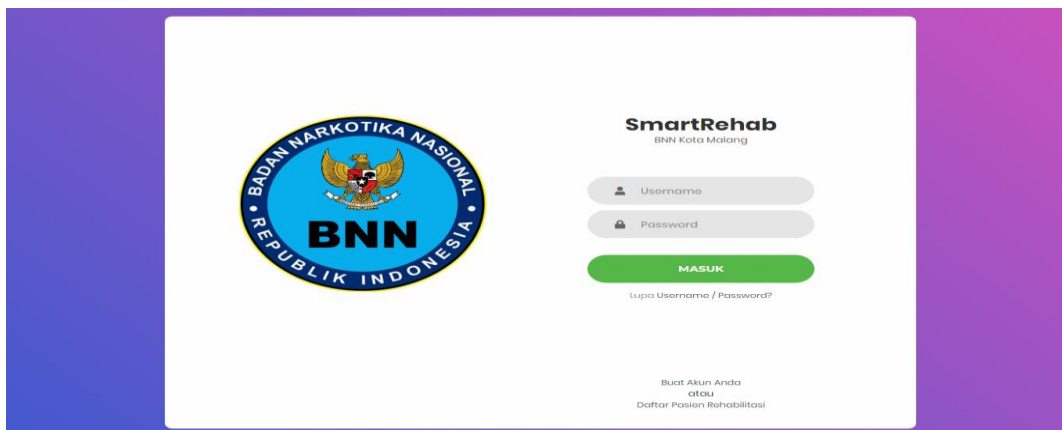 BADAN NARKOTIKA NASIONAL
BNN
REPUBLIK INDONESIA
SmartRehab
BNN Kota Malang
Username
Password
MASUK
Lupa Username / Password?
Buat Akun Anda
atau
Daftar Pasien Rehabilitasi